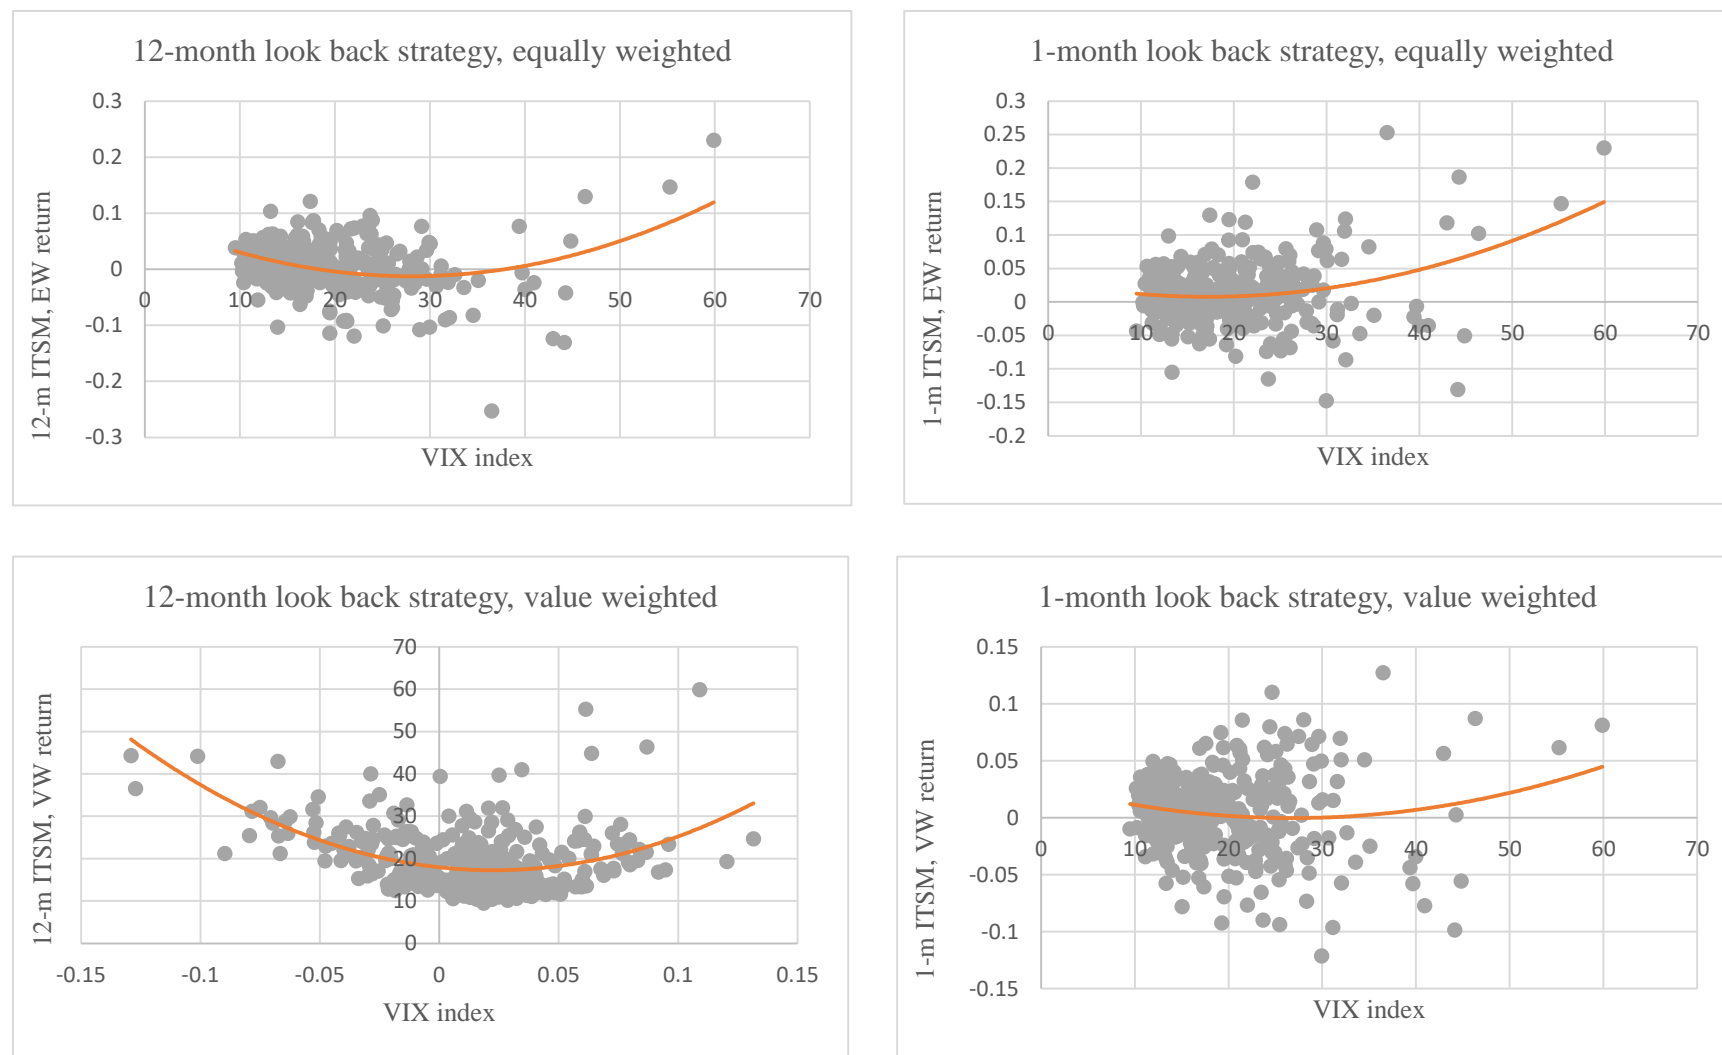 12-month look back strategy, equally weighted
0.3
0.2
0.1
0
-0.1
-0.2
-0.3
0 10 20 30 40 50 60 70
12-m ITSM, EW return
VIX index
1-month look back strategy, equally weighted
0.3
0.25
0.2
0.15
0.1
0.05
0
-0.05
-0.1
-0.15
-0.2
0 10 20 30 40 50 60 70
1-m ITSM, EW return
VIX index
12-month look back strategy, value weighted
70
60
50
40
30
20
10
0
-0.15 -0.1 -0.05 0 0.05 0.1 0.15
12-m ITSM, VW return
VIX index
1-month look back strategy, value weighted
0.15
0.1
0.05
0
-0.05
-0.1
-0.15
0 10 20 30 40 50 60 70
1-m ITSM, VW return
VIX index